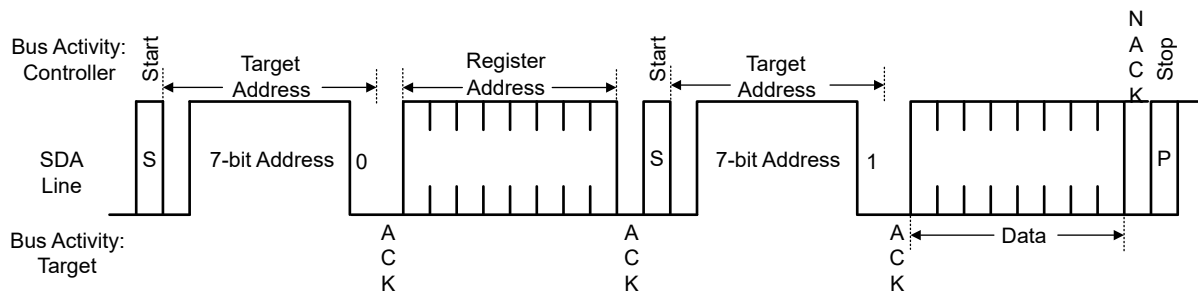 Bus Activity:
Controller
Start
Target
Address
Register
Address
Start
Target
Address
N
A
C
K
Stop
SDA
Line
S
7-bit Address
0
S
7-bit Address
1
P
Bus Activity:
Target
A
C
K
A
C
K
A
C
K
Data